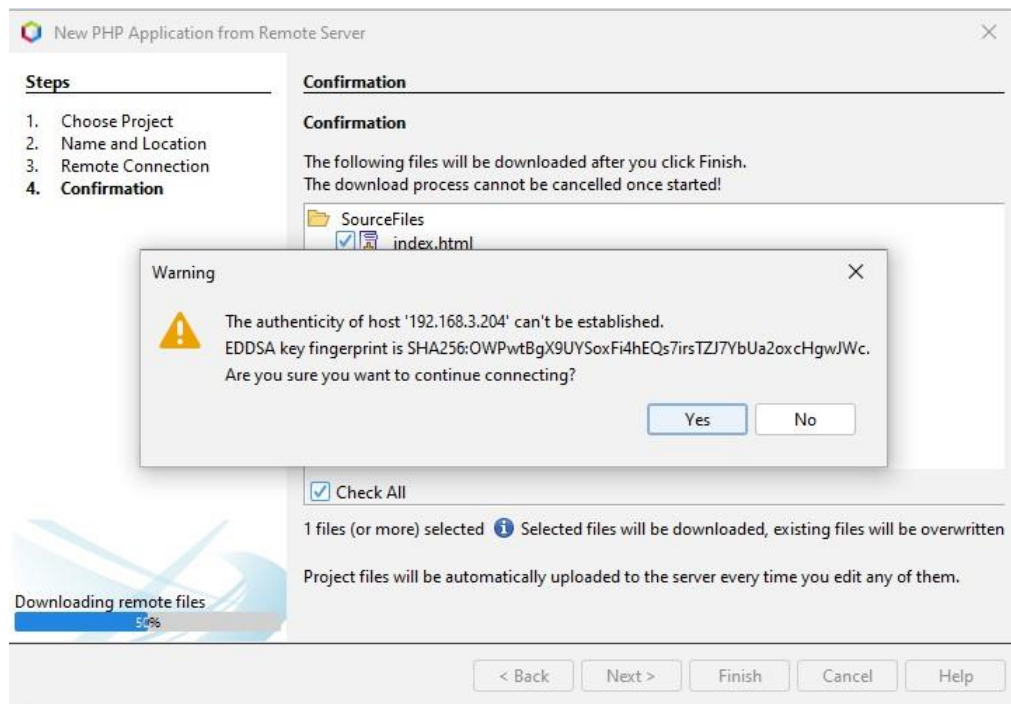 New PHP Application from Remote Server
Steps
1. Choose Project
2. Name and Location
3. Remote Connection
4. Confirmation
Confirmation
Confirmation
The following files will be downloaded after you click Finish.
The download process cannot be cancelled once started!
SourceFiles
index.html
Warning
The authenticity of host '192.168.3.204' can't be established.
EDDSA key fingerprint is SHA256:OWPwtBgX9UYSoxFi4hEQs7irsTZJ7YbUa2oxcHgwJWc.
Are you sure you want to continue connecting?
Yes No
Check All
1 files (or more) selected Selected files will be downloaded, existing files will be overwritten
Project files will be automatically uploaded to the server every time you edit any of them.
Downloading remote files
50%
< Back Next > Finish Cancel Help